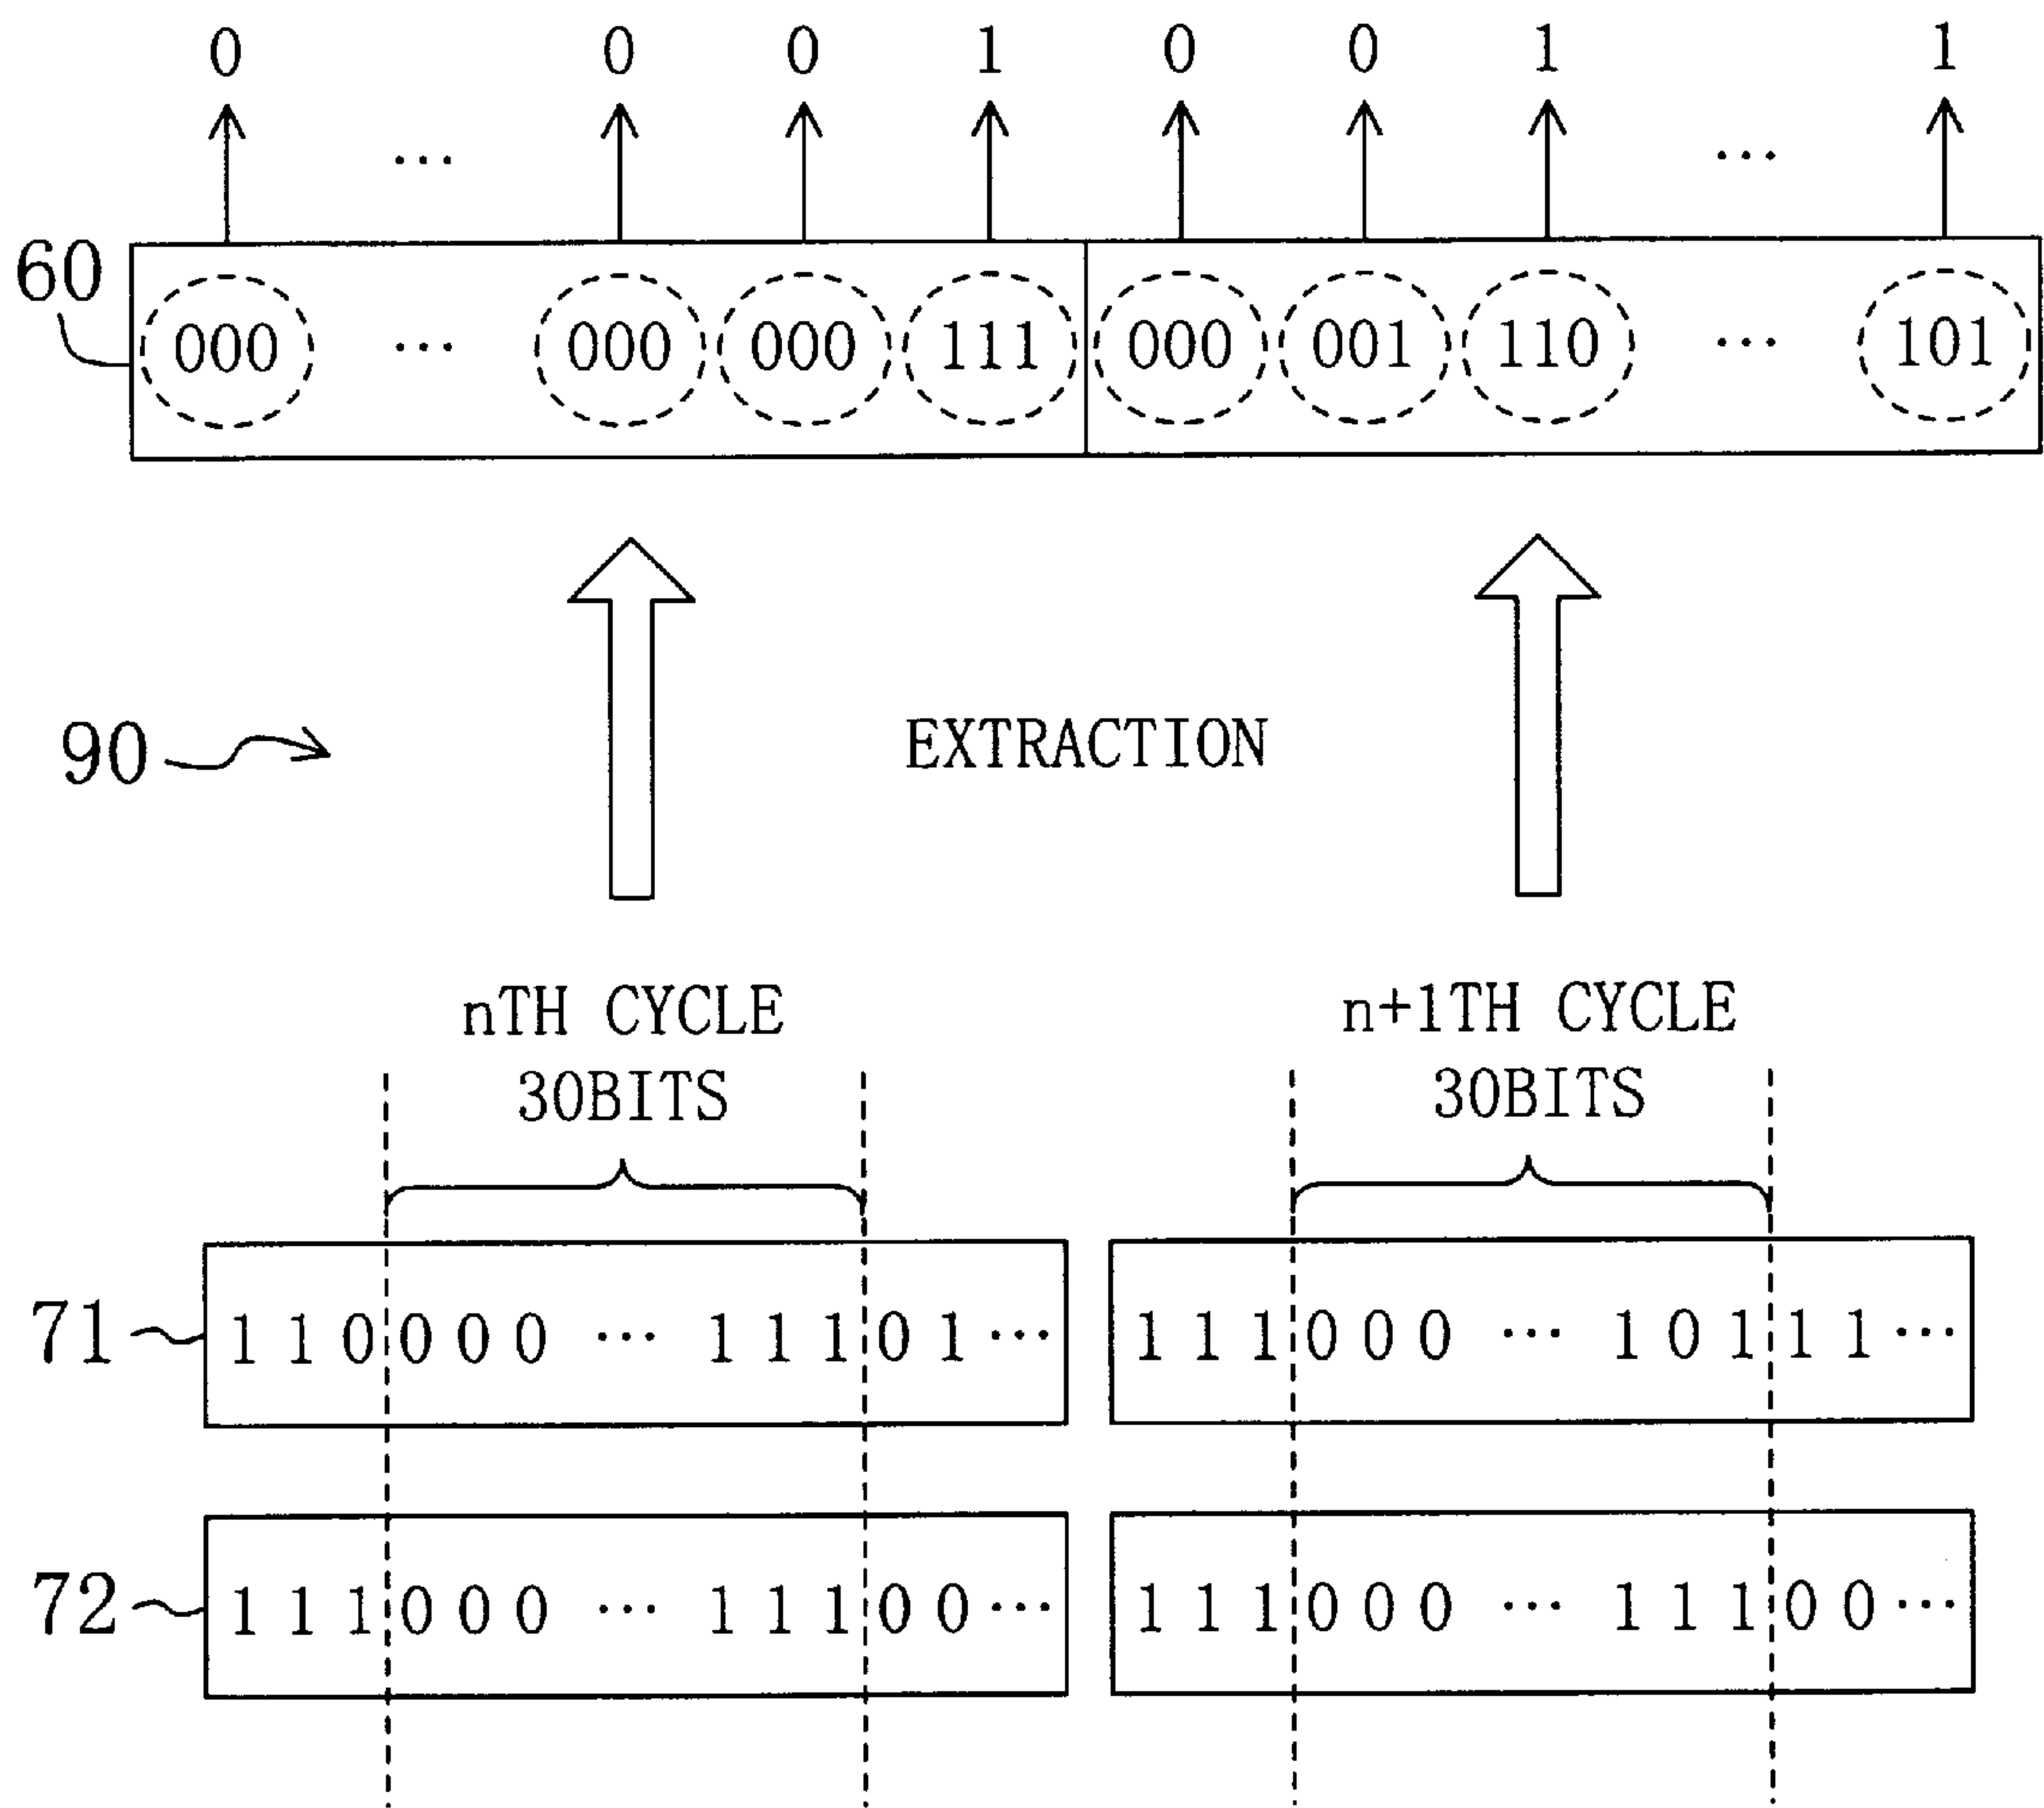 0 ... 0 0 1 0 0 1 ... 1
60
000 ... 000 000 111 000 001 110 ... 101
90 EXTRACTION
nTH CYCLE n+1TH CYCLE
30BITS 30BITS
71 1 1 0 0 0 0 ... 1 1 1 0 1 ... 1 1 1 0 0 0 ... 1 0 1 1 1 ...
72 1 1 1 0 0 0 ... 1 1 1 0 0 ... 1 1 1 0 0 0 ... 1 1 1 0 0 ...